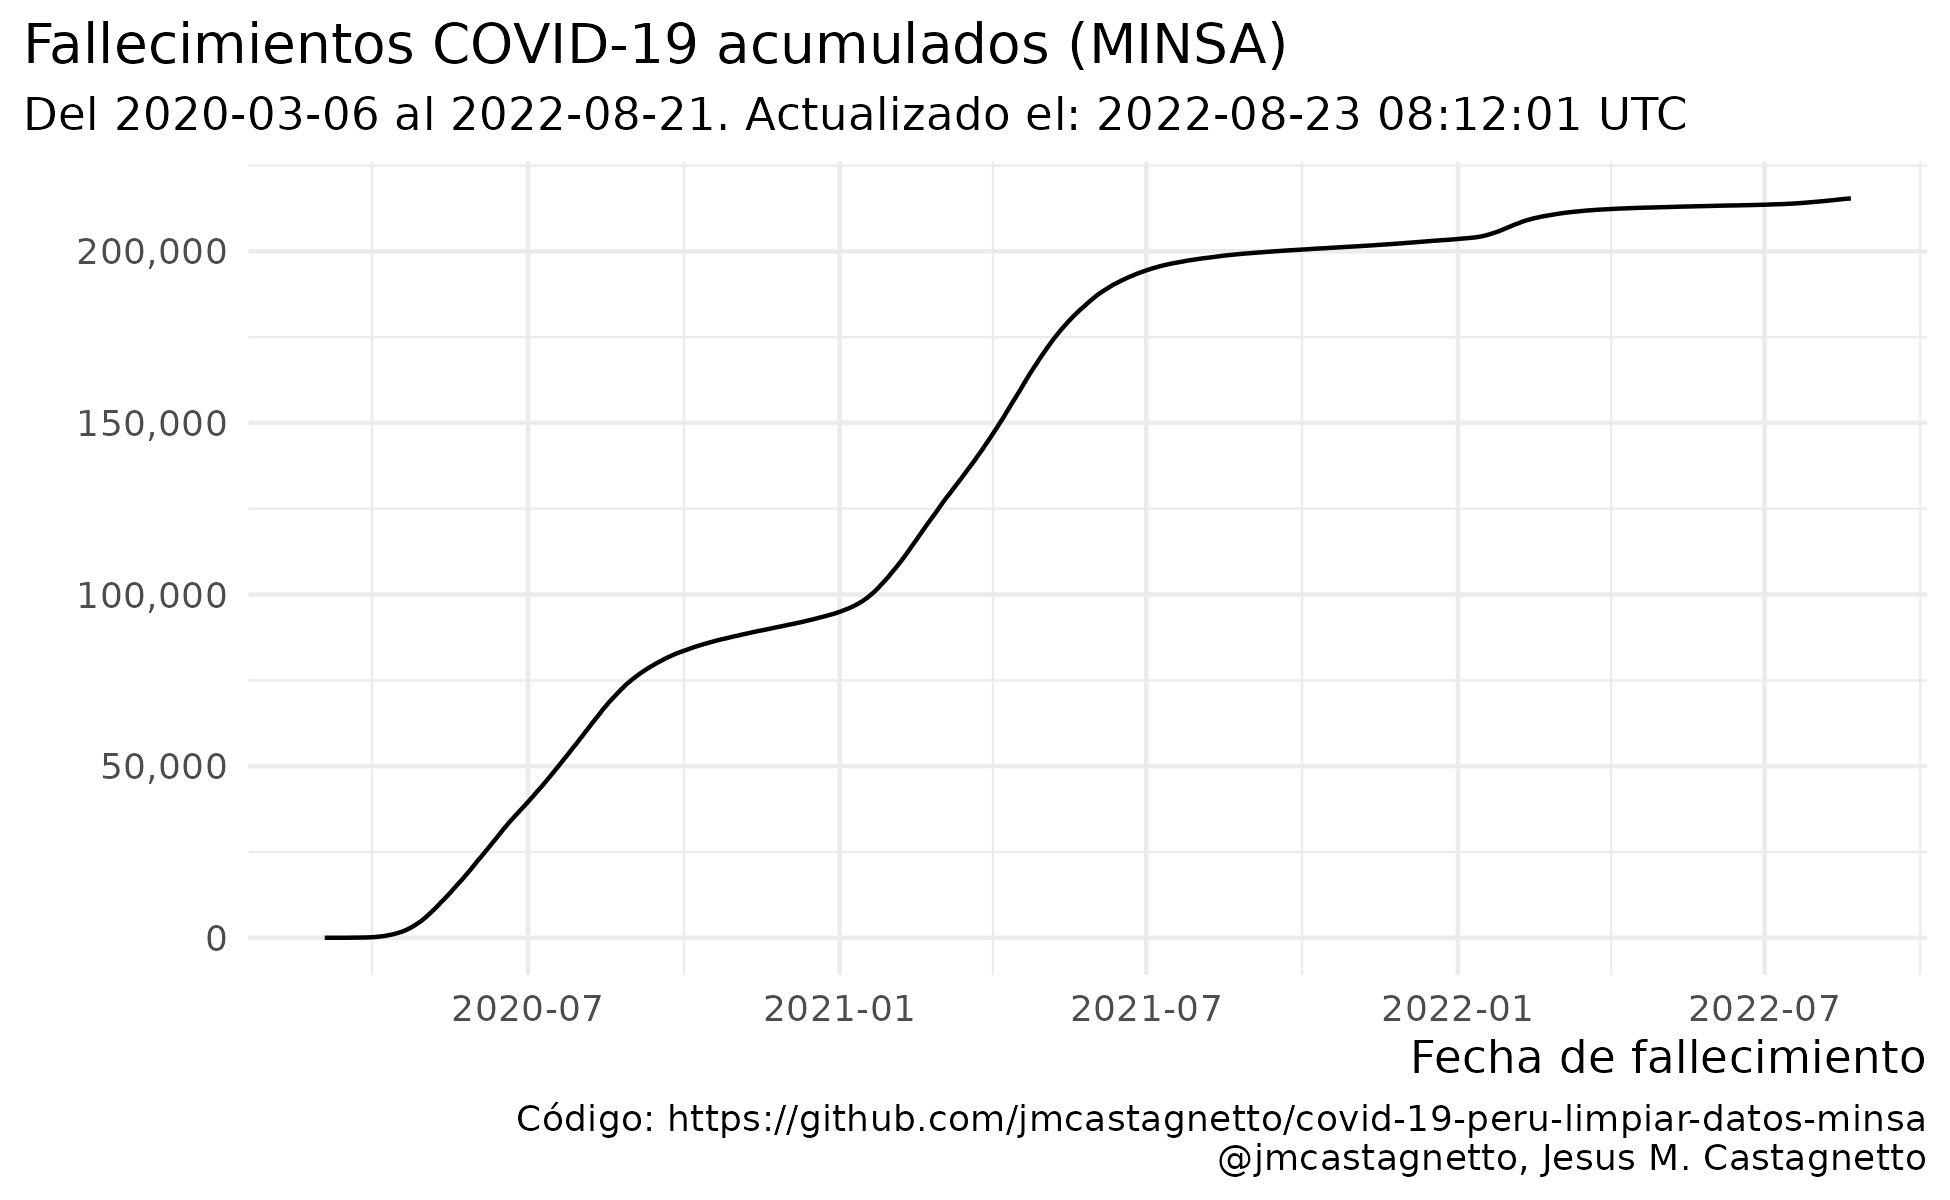 Fallecimientos COVID-19 acumulados (MINSA)
Del 2020-03-06 al 2022-08-21. Actualizado el: 2022-08-23 08:12:01 UTC
200,000
150,000
100,000
50,000
0
2020-07 2021-01 2021-07 2022-01 2022-07
Fecha de fallecimiento
Código: https://github.com/jmcastagnetto/covid-19-peru-limpiar-datos-minsa
@jmcastagnetto, Jesus M. Castagnetto